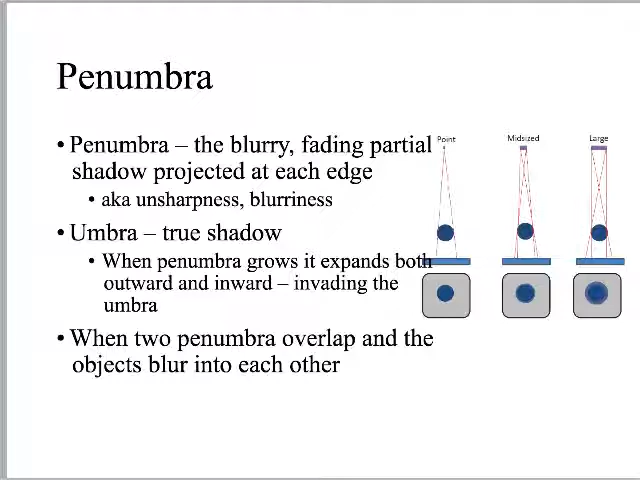 Penumbra
• Penumbra – the blurry, fading partial
shadow projected at each edge
• aka unsharpness, blurriness
• Umbra – true shadow
• When penumbra grows it expands both
outward and inward – invading the
umbra
• When two penumbra overlap and the
objects blur into each other
Point
Midsized
Large